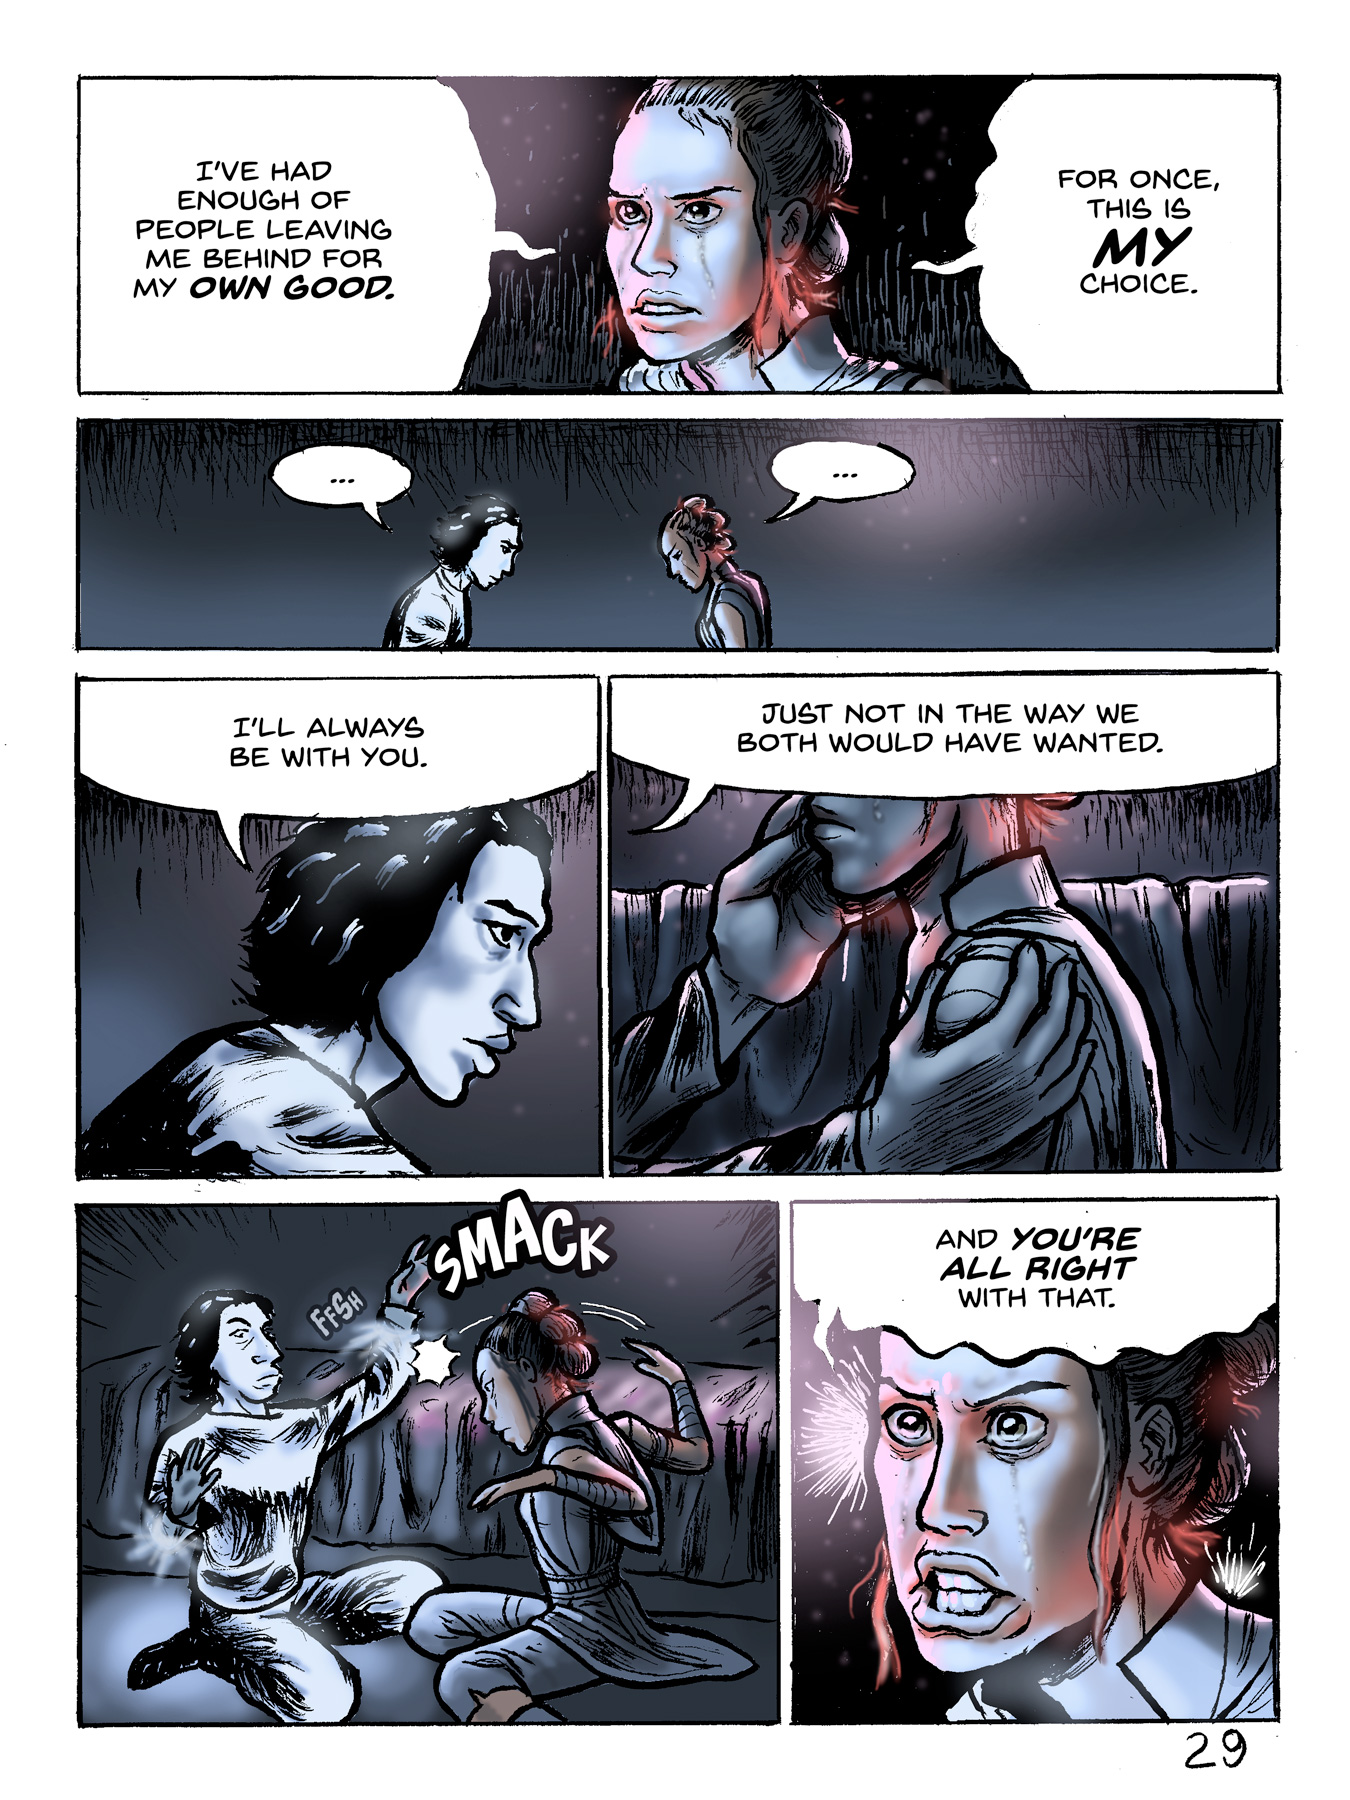 I'VE HAD
ENOUGH OF
PEOPLE LEAVING
ME BEHIND FOR
MY OWN GOOD.
FOR ONCE,
THIS IS
MY
CHOICE.
...
...
I'LL ALWAYS
BE WITH YOU.
JUST NOT IN THE WAY WE
BOTH WOULD HAVE WANTED.
FFSH
SMACK
AND YOU'RE
ALL RIGHT
WITH THAT.
29